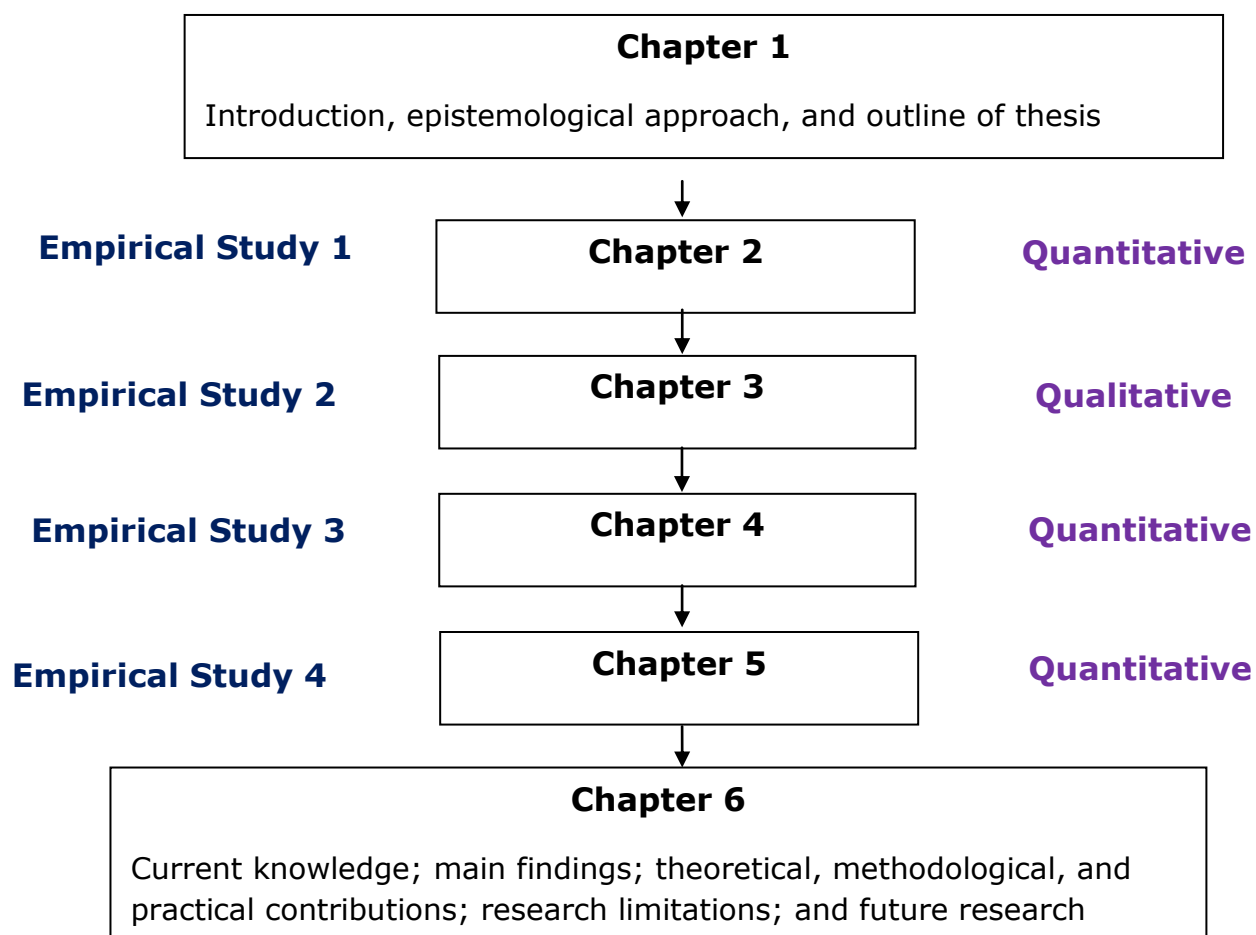 Chapter 1
Introduction, epistemological approach, and outline of thesis
Empirical Study 1
Chapter 2
Quantitative
Empirical Study 2
Chapter 3
Qualitative
Empirical Study 3
Chapter 4
Quantitative
Empirical Study 4
Chapter 5
Quantitative
Chapter 6
Current knowledge; main findings; theoretical, methodological, and
practical contributions; research limitations; and future research